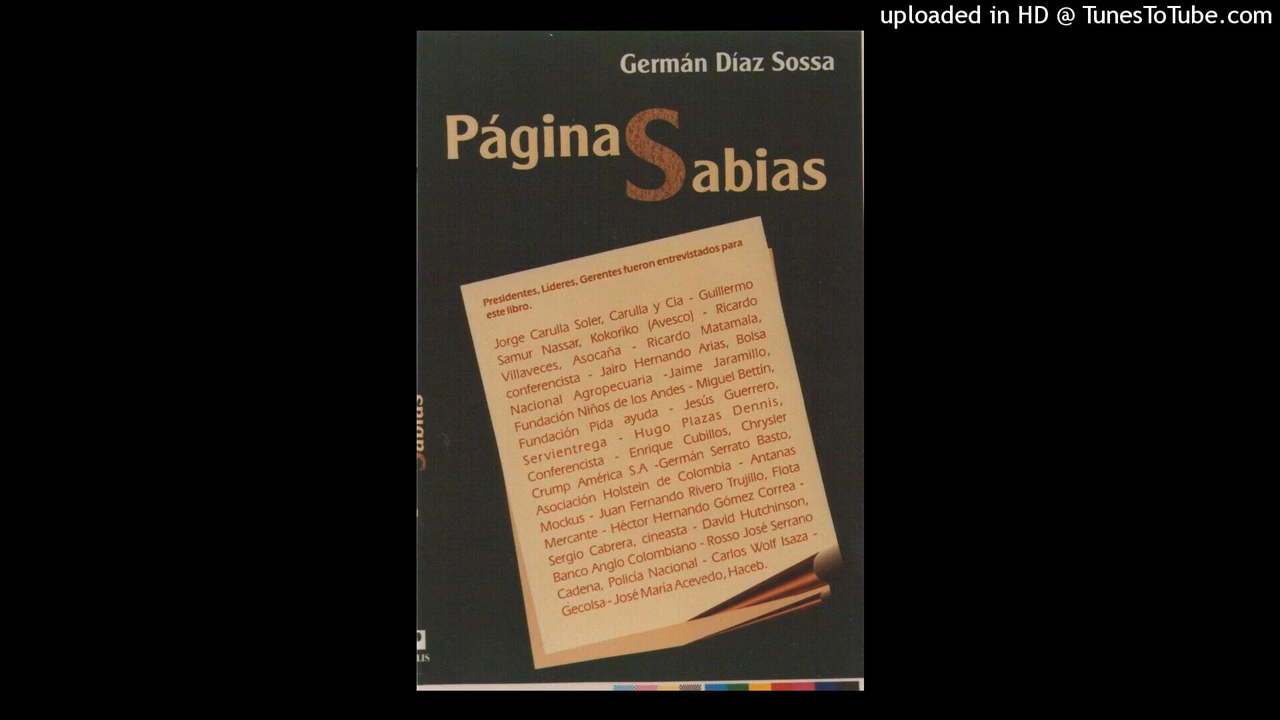 uploaded in HD @ TunesToTube.com
Germán Díaz Sossa
PáginaSabias
Presidentes, Lideres, Gerentes fueron entrevistados para
este libro.
Jorge Carulla Soler, Carulla y Cia - Guillermo
Samur Nassar, Kokoriko (Avesco) - Ricardo
Villaveces, Asocaña - Ricardo Matamala,
conferencista - Jairo Hernando Arias, Bolsa
Nacional Agropecuaria -Jaime Jaramillo,
Fundación Niños de los Andes - Miguel Bettín,
Fundación Pida ayuda - Jesús Guerrero,
Servientrega - Hugo Plazas Dennis,
Conferencista - Enrique Cubillos, Chrysler
Crump América S.A -Germán Serrato Basto,
Asociación Holstein de Colombia - Antanas
Mockus - Juan Fernando Rivero Trujillo, Flota
Mercante - Héctor Hernando Gómez Correa -
Sergio Cabrera, cineasta - David Hutchinson,
Banco Anglo Colombiano - Rosso José Serrano
Cadena, Policía Nacional - Carlos Wolf Isaza -
Gecolsa - José María Acevedo, Haceb.
abias
LIS